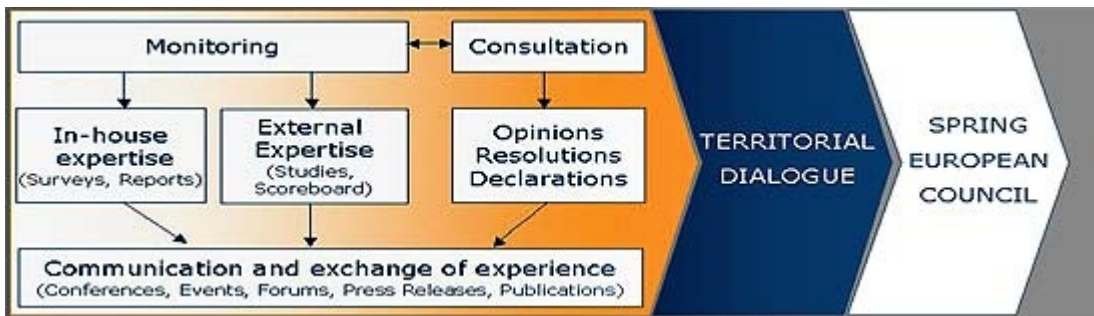 Monitoring
Consultation
In-house
expertise
(Surveys, Reports)
External
Expertise
(Studies,
Scoreboard)
Opinions
Resolutions
Declarations
Communication and exchange of experience
(Conferences, Events, Forums, Press Releases, Publications)
TERRITORIAL
DIALOGUE
SPRING
EUROPEAN
COUNCIL